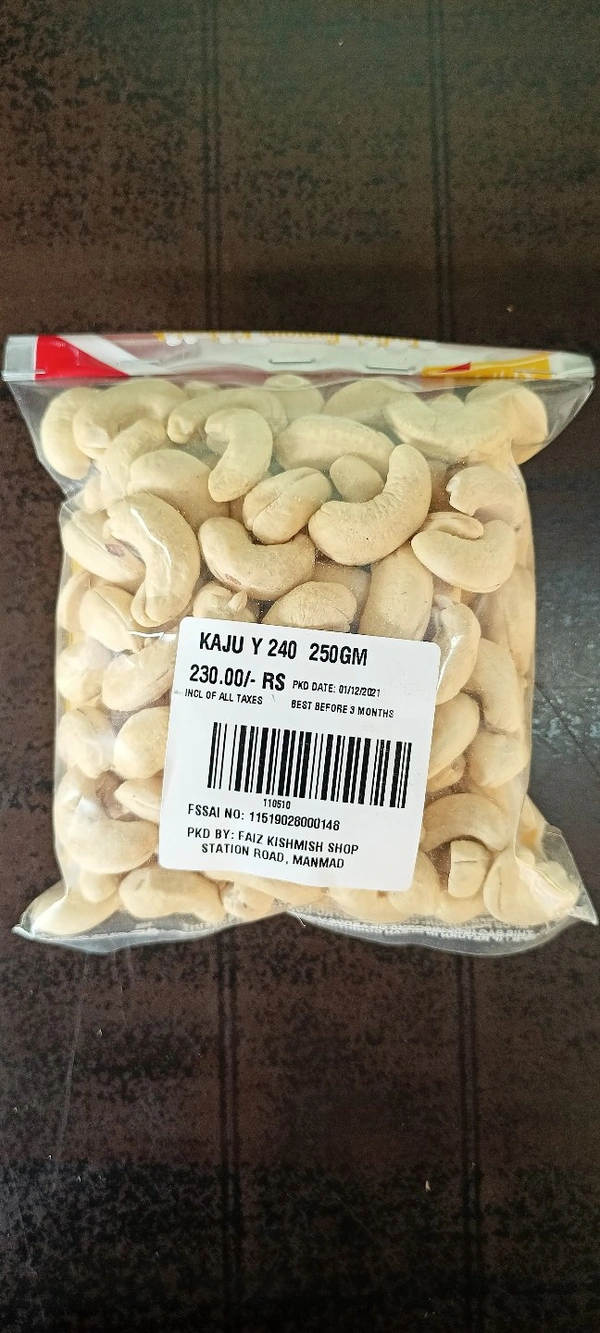 KAJU Y 240 250GM
230.00/- RS PKD DATE: 01/12/2021
INCL OF ALL TAXES BEST BEFORE 3 MONTHS
110510
FSSAI NO: 11519028000148
PKD BY: FAIZ KISHMISH SHOP
STATION ROAD, MANMAD